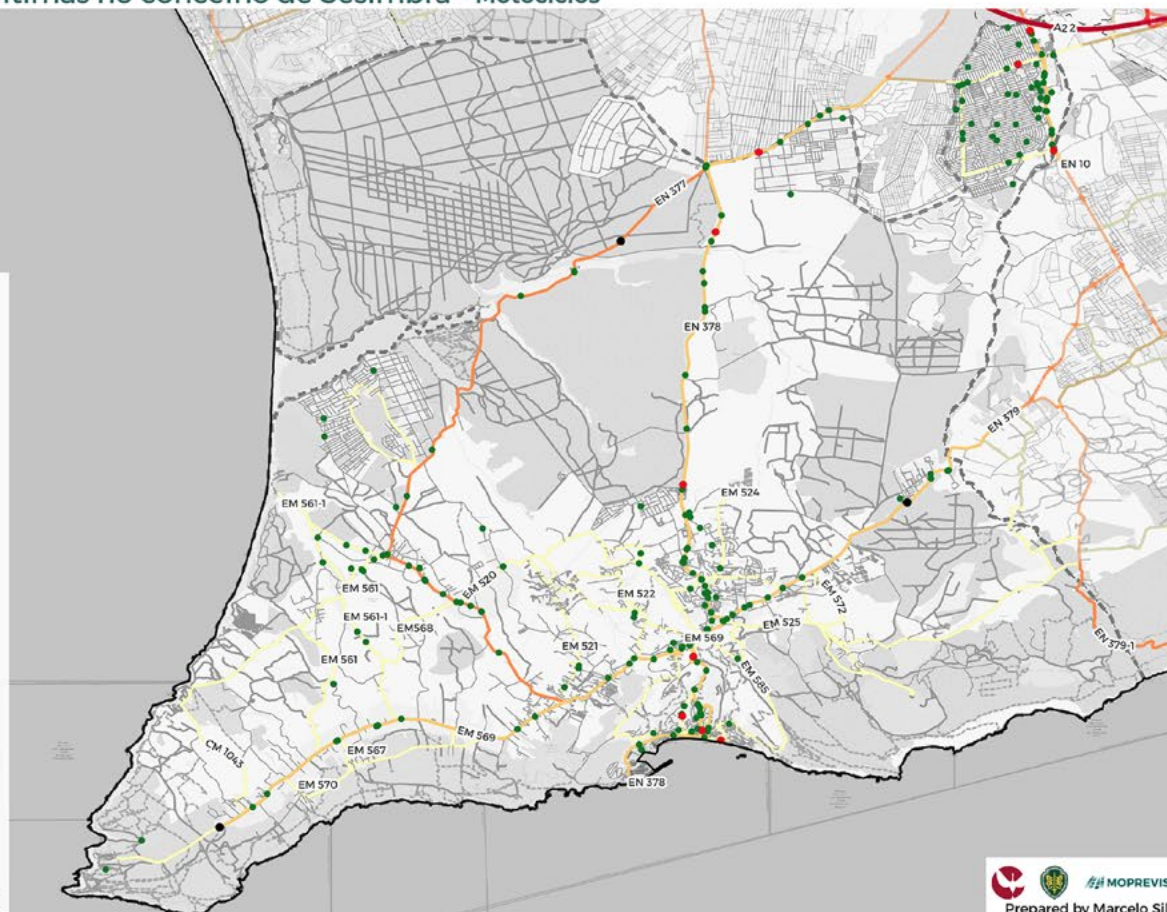 ítimas no concelho de Sesimbra - Motociclos
A22
EN 10
EN 377
EN 378
EN 379
EM 561-1
EM 524
EM 520
EM 561
EM 522
EM 572
EM 561-1
EM568
EM 525
EM 569
EM 521
EN 379-1
EM 561
EM 585
CM 1043
EM 569
EM 567
EM 570
EN 378
MOPREVIS
Prepared by Marcelo Sil